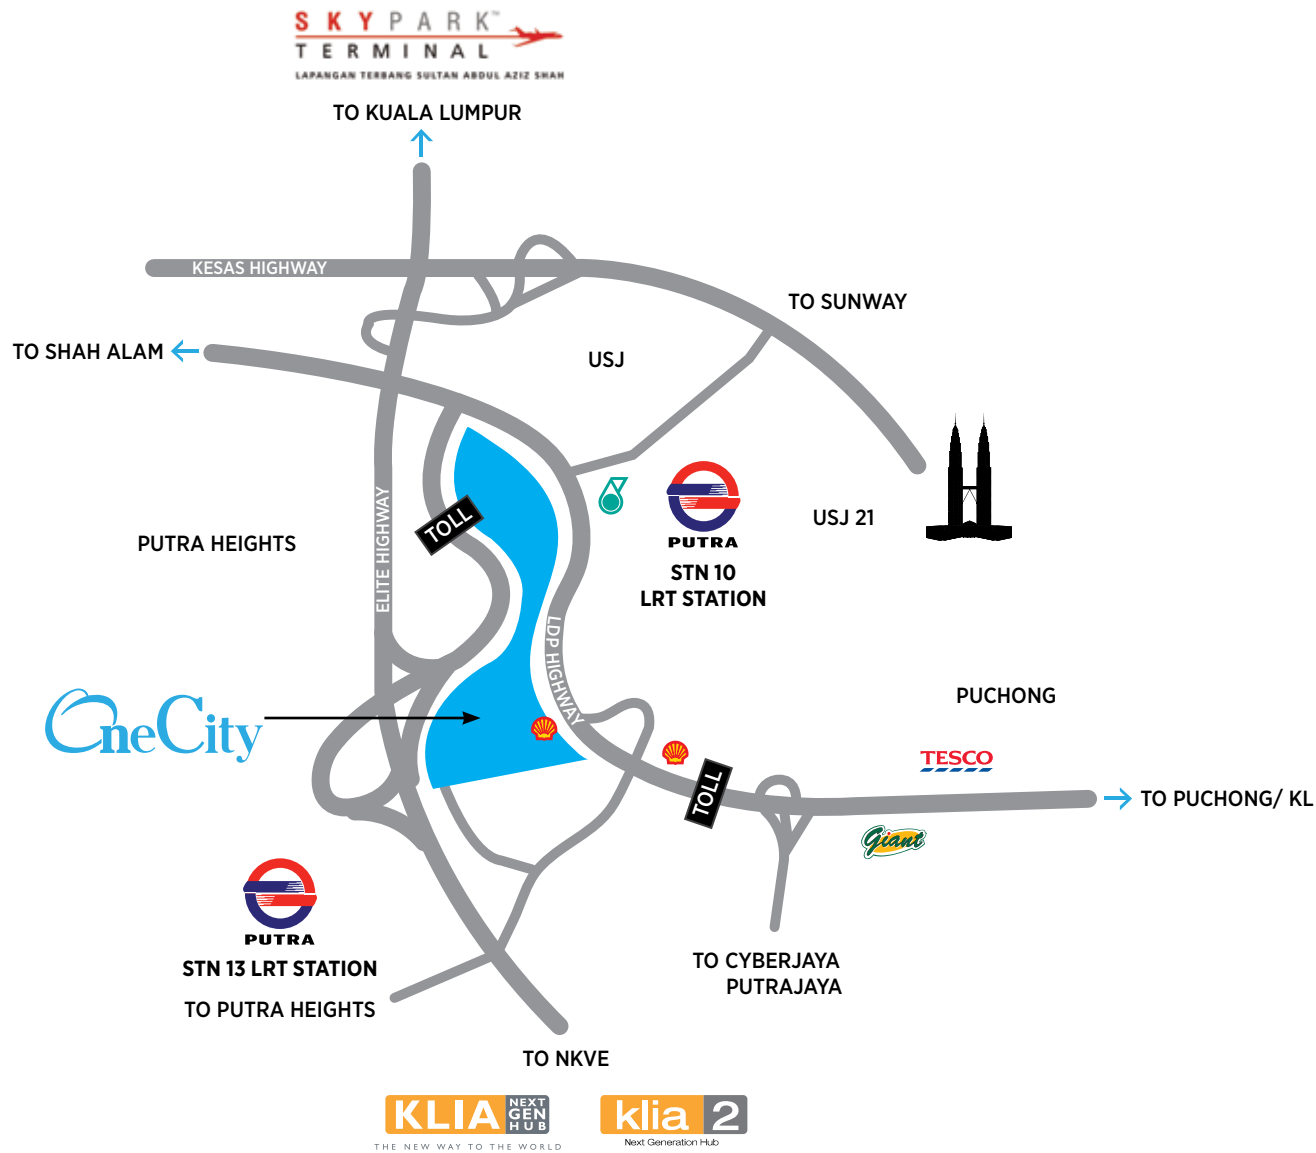 SKYPARK™
TERMINAL
LAPANGAN TERBANG SULTAN ABDUL AZIZ SHAH
TO KUALA LUMPUR
KESAS HIGHWAY
TO SUNWAY
TO SHAH ALAM
USJ
TOLL
USJ 21
PUTRA
STN 10
LRT STATION
PUTRA HEIGHTS
ELITE HIGHWAY
LDP HIGHWAY
OneCity
PUCHONG
TESCO
TOLL
TO PUCHONG/ KL
Giant
PUTRA
STN 13 LRT STATION
TO PUTRA HEIGHTS
TO CYBERJAYA
PUTRAJAYA
TO NKVE
KLIA NEXT GEN HUB
THE NEW WAY TO THE WORLD
klia 2
Next Generation Hub